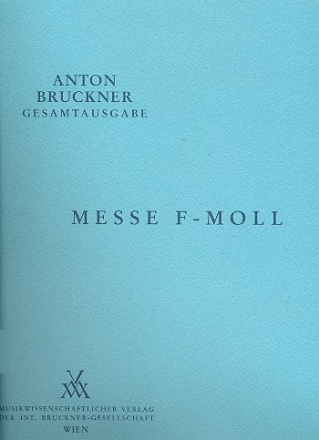 ANTON
BRUCKNER
GESAMTAUSGABE
MESSE F-MOLL
MUSIKWISSENSCHAFTLICHER VERLAG
DER INT. BRUCKNER-GESELLSCHAFT
WIEN